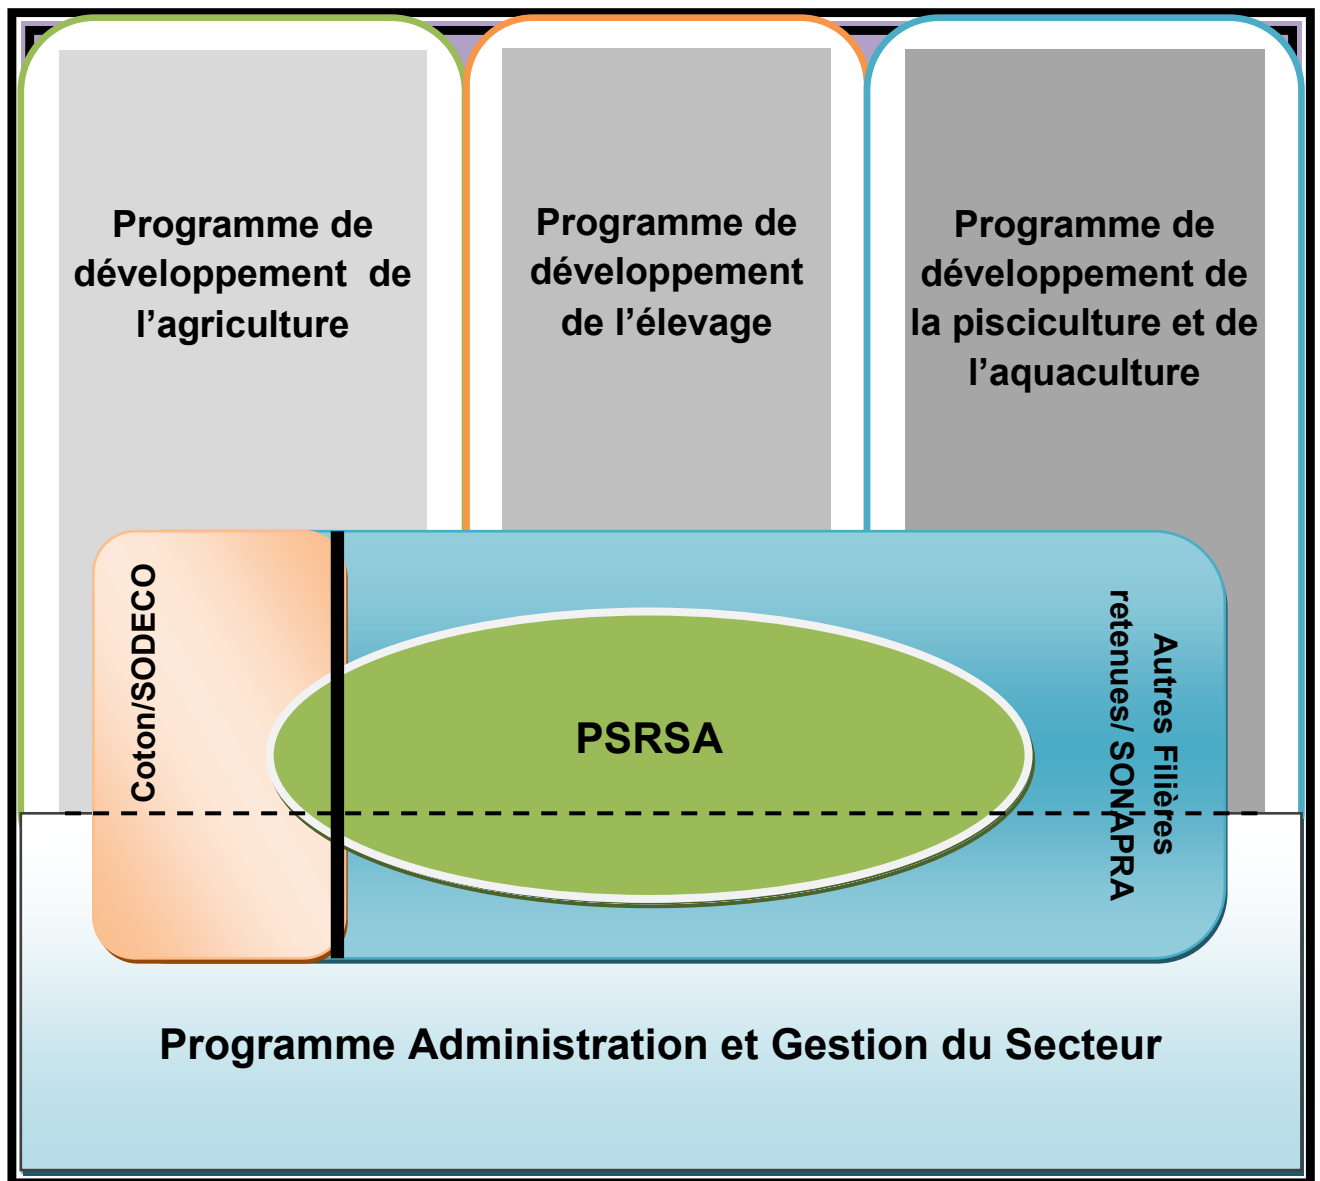 Programme de
développement  de
l’agriculture
Programme de
développement
de l’élevage
Programme de
développement de
la pisciculture et de
l’aquaculture
Coton/SODECO
PSRSA
Autres Filières
retenues/ SONAPRA
Programme Administration et Gestion du Secteur